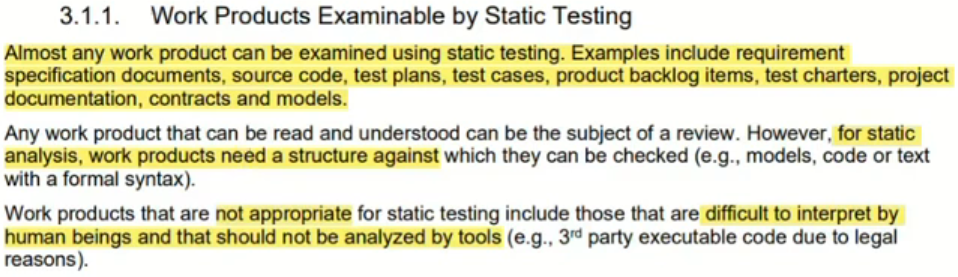 3.1.1. Work Products Examinable by Static Testing
Almost any work product can be examined using static testing. Examples include requirement
specification documents, source code, test plans, test cases, product backlog items, test charters, project
documentation, contracts and models.
Any work product that can be read and understood can be the subject of a review. However, for static
analysis, work products need a structure against which they can be checked (e.g., models, code or text
with a formal syntax).
Work products that are not appropriate for static testing include those that are difficult to interpret by
human beings and that should not be analyzed by tools (e.g., 3rd party executable code due to legal
reasons).